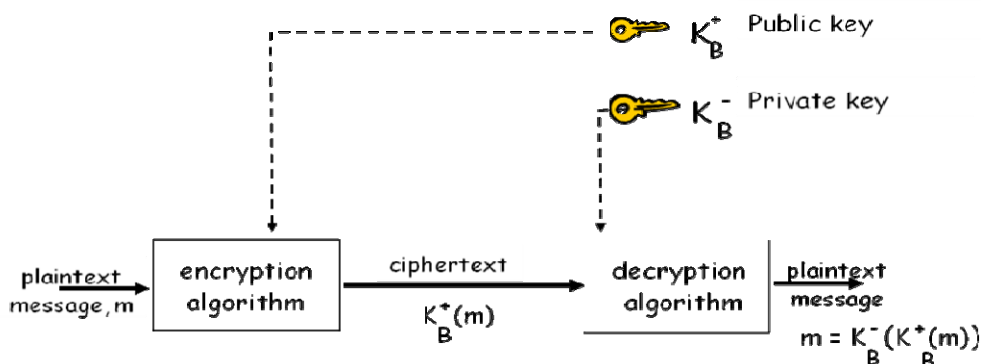 K_B^+ Public key
K_B^- Private key
plaintext
message, m
encryption
algorithm
ciphertext
K_B^+(m)
decryption
algorithm
plaintext
message
m = K_B^-(K_B^+(m))